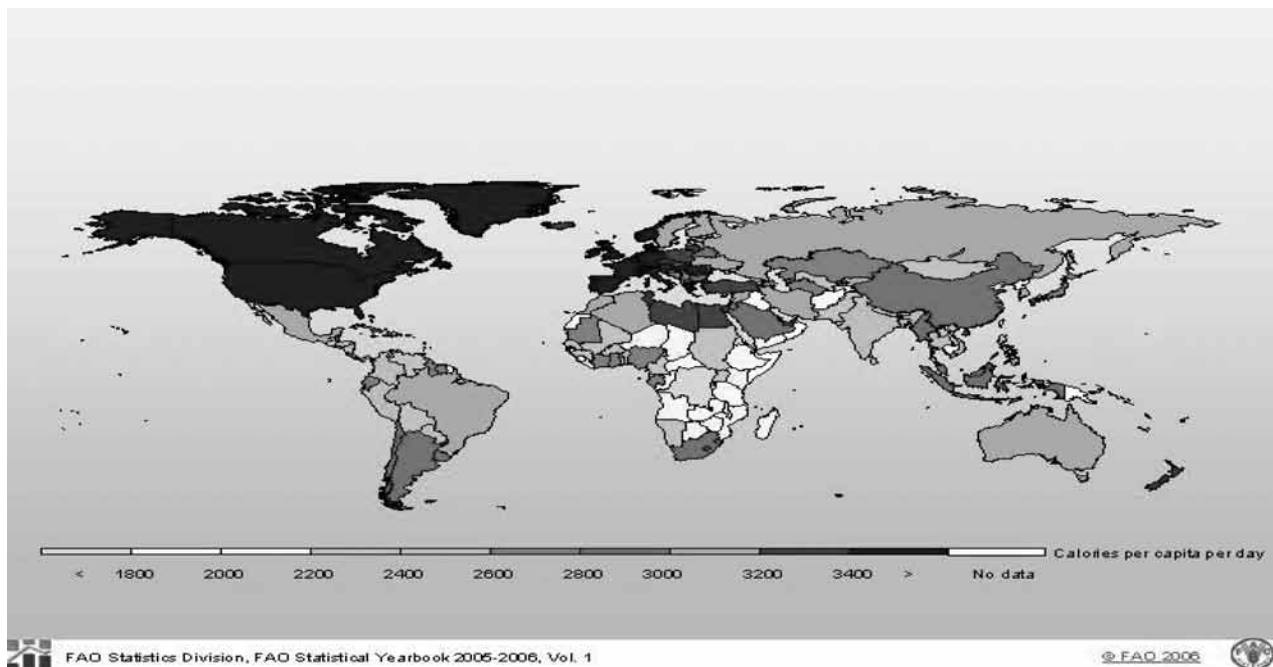 Calories per capita per day
< 1800 2000 2200 2400 2600 2800 3000 3200 3400 > No data
FAO Statistics Division, FAO Statistical Yearbook 2005-2006, Vol. 1 © FAO 2006